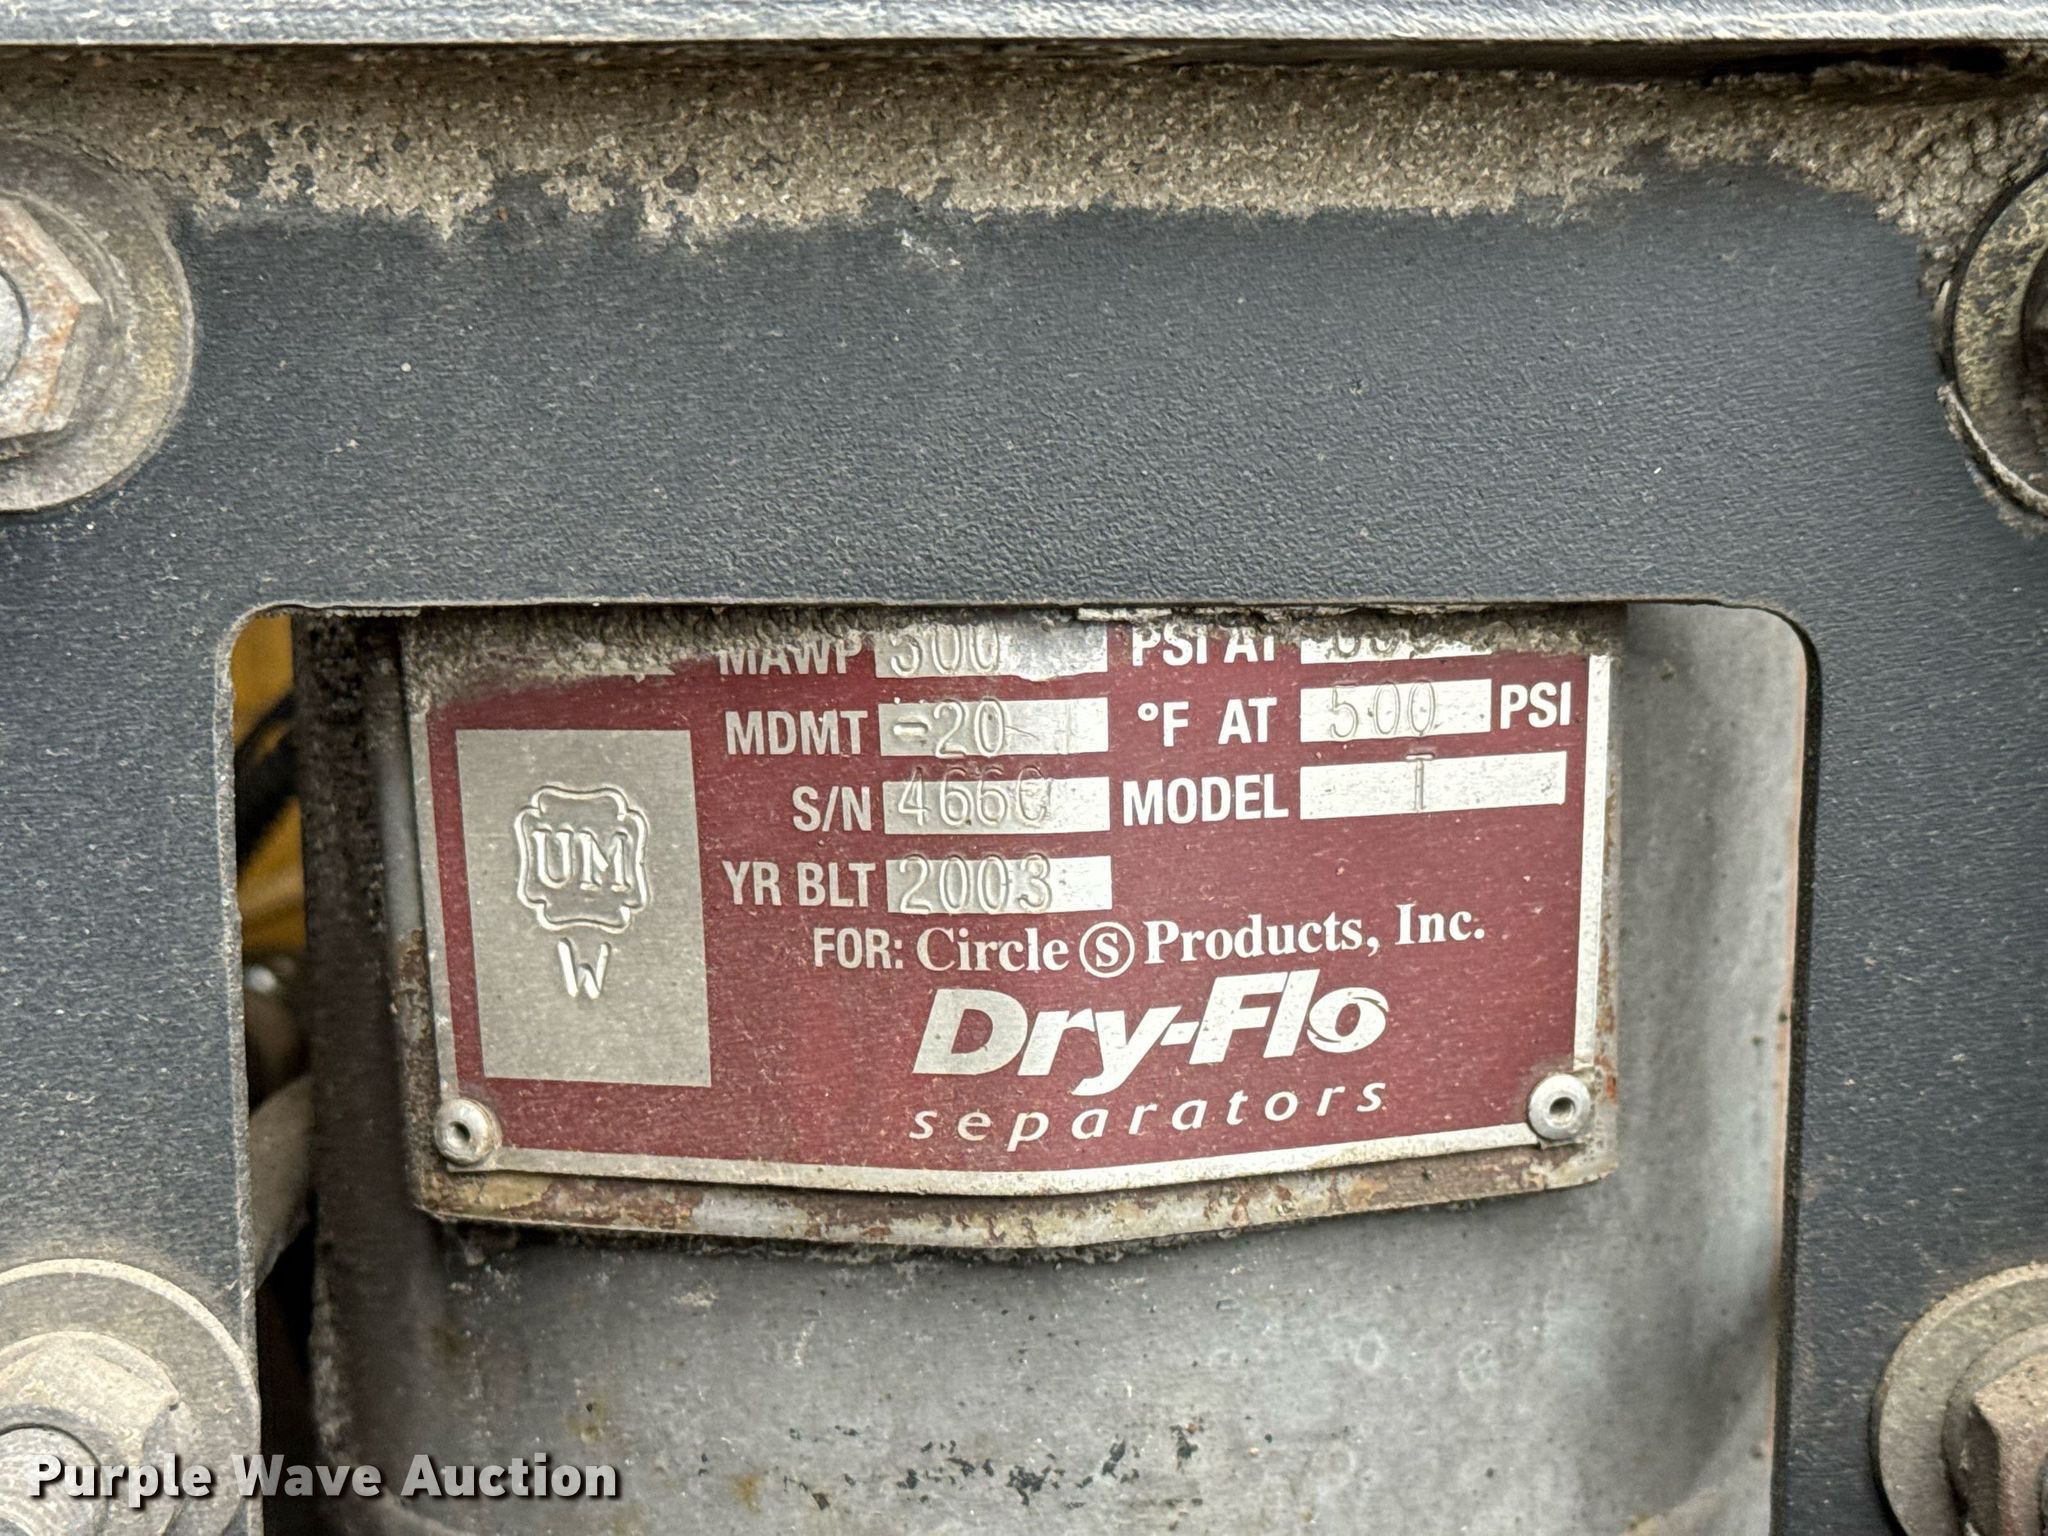 MAWP 500 PSI AT
MDMT -20 °F AT 500 PSI
S/N MODEL T
YR BLT 2003
UM
W
FOR: Circle S Products, Inc.
Dry-Flo
separators
Purple Wave Auction